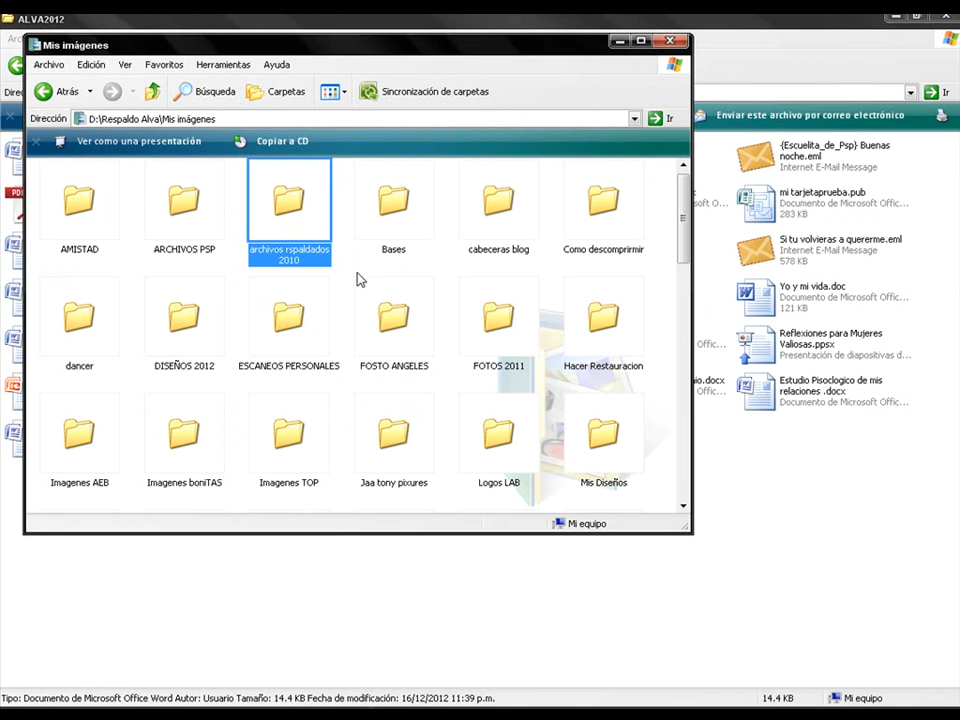 ALVA2012
Mis imágenes
Archivo Edición Ver Favoritos Herramientas Ayuda
Atrás Búsqueda Carpetas Sincronización de carpetas
Dirección D:\Respaldo Alva\Mis imágenes Ir
Ir
Ver como una presentación Copiar a CD
Enviar este archivo por correo electrónico
AMISTAD
ARCHIVOS PSP
archivos rspaldados
2010
Bases
cabeceras blog
Como descomprirmir
dancer
DISEÑOS 2012
ESCANEOS PERSONALES
FOSTO ANGELES
FOTOS 2011
Hacer Restauracion
Imagenes AEB
Imagenes boniTAS
Imagenes TOP
Jaa tony pixures
Logos LAB
Mis Diseños
Mi equipo
{Escuelita_de_Psp} Buenas
noche.eml
Internet E-Mail Message
mi tarjetaprueba.pub
Documento de Microsoft Office...
283 KB
Si tu volvieras a quererme.eml
Internet E-Mail Message
578 KB
Yo y mi vida.doc
Documento de Microsoft Office...
121 KB
Reflexiones para Mujeres
Valiosas.ppsx
Presentación de diapositivas d...
Estudio Pisoclogico de mis
relaciones .docx
Documento de Microsoft Offic...
Tipo: Documento de Microsoft Office Word Autor: Usuario Tamaño: 14.4 KB Fecha de modificación: 16/12/2012 11:39 p.m.
14.4 KB
Mi equipo